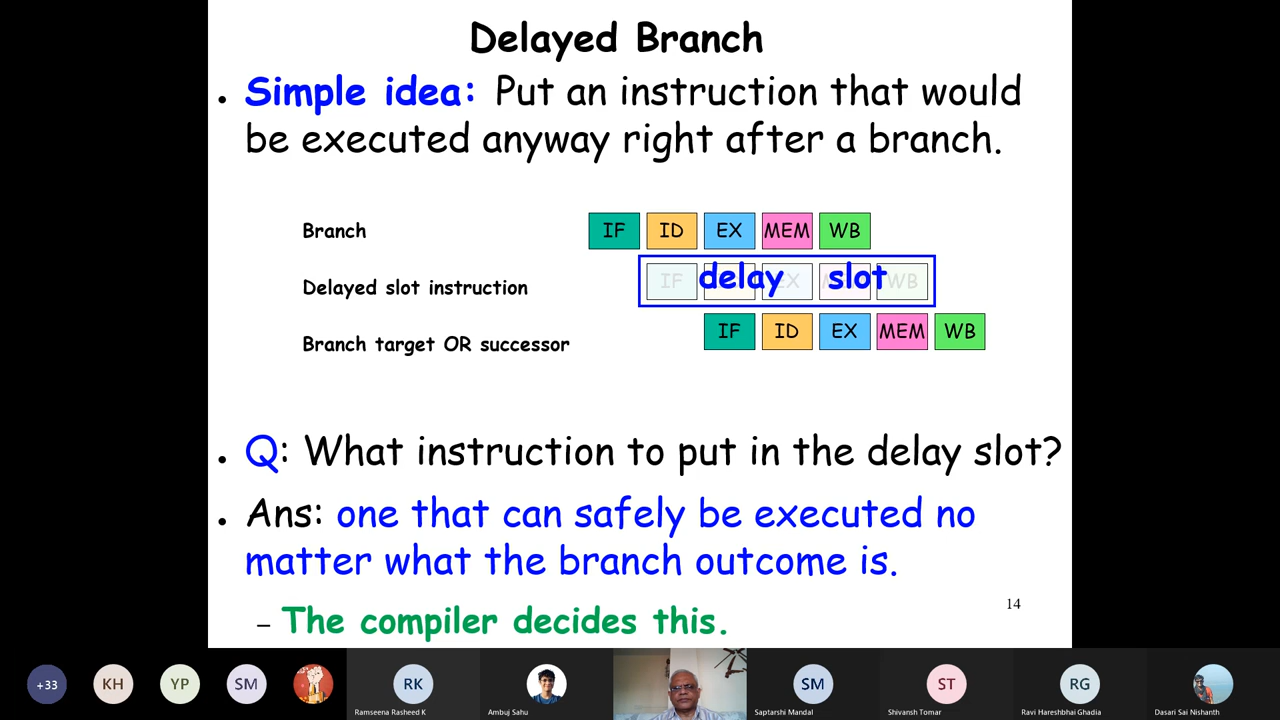 Delayed Branch
• Simple idea: Put an instruction that would
be executed anyway right after a branch.
Branch IF ID EX MEM WB
Delayed slot instruction IF delay EX slot WB
Branch target OR successor IF ID EX MEM WB
• Q: What instruction to put in the delay slot?
• Ans: one that can safely be executed no
matter what the branch outcome is.
– The compiler decides this.
14
+33 KH YP SM RK SM ST RG
Ramseena Rasheed K Ambuj Sahu Saptarshi Mandal Shivansh Tomar Ravi Hareshbhai Ghadia Dasari Sai Nishanth